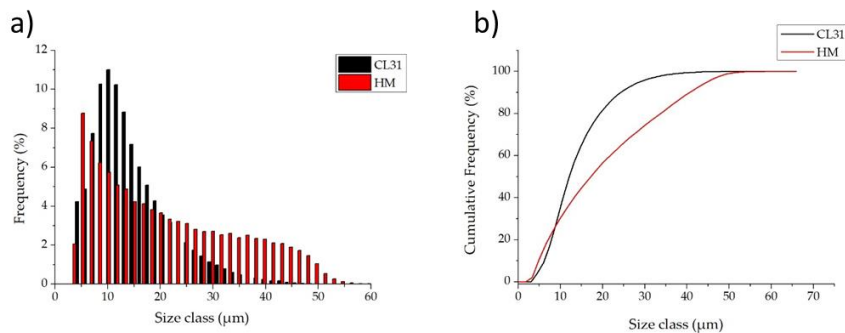 a)
CL31
HM
Frequency (%)
12
10
8
6
4
2
0
0 10 20 30 40 50 60
Size class (µm)
b)
CL31
HM
Cumulative Frequency (%)
100
80
60
40
20
0
0 10 20 30 40 50 60 70
Size class (µm)